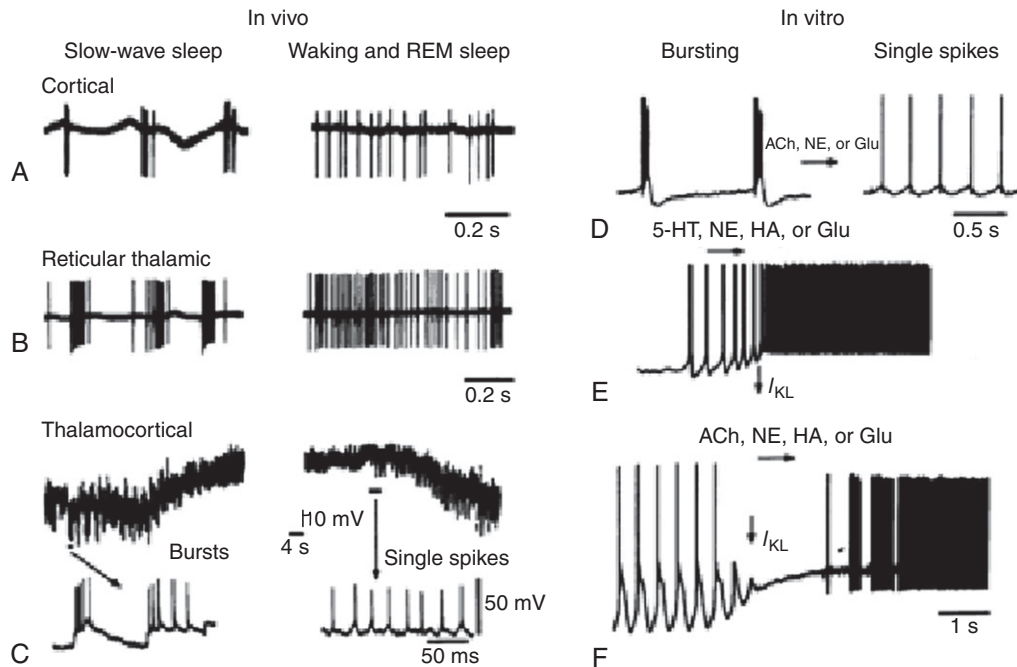 In vivo
In vitro
Slow-wave sleep
Waking and REM sleep
Bursting
Single spikes
Cortical
ACh, NE, or Glu
A
0.2 s
D
0.5 s
5-HT, NE, HA, or Glu
Reticular thalamic
B
0.2 s
E
I_KL
Thalamocortical
ACh, NE, HA, or Glu
10 mV
4 s
Bursts
Single spikes
I_KL
50 mV
C
50 ms
F
1 s